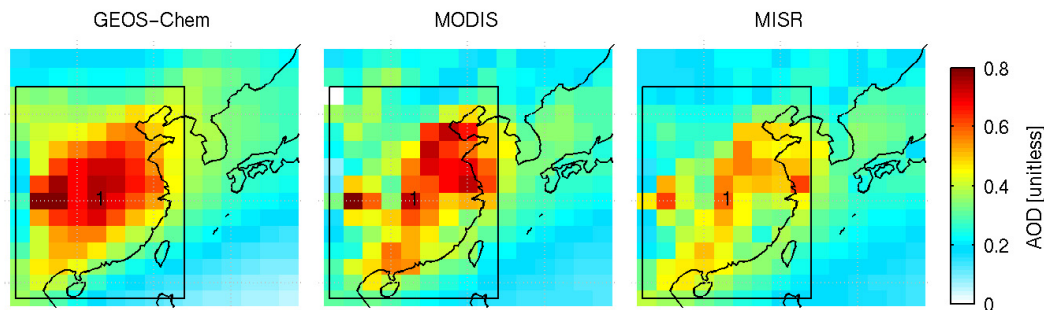 GEOS-Chem
MODIS
MISR
1
1
1
0.8
0.6
0.4
0.2
0
AOD [unitless]